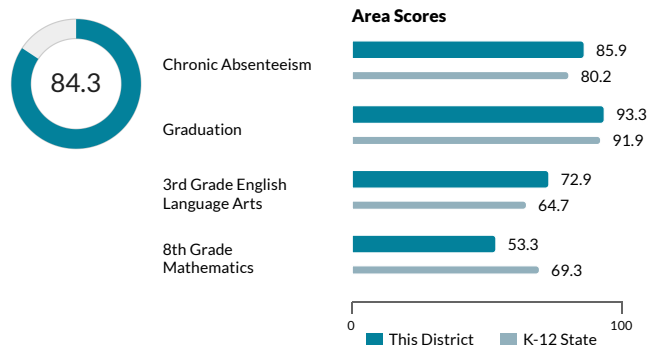 84.3
Area Scores
Chronic Absenteeism
85.9
80.2
Graduation
93.3
91.9
3rd Grade English
Language Arts
72.9
64.7
8th Grade
Mathematics
53.3
69.3
0
100
This District
K-12 State